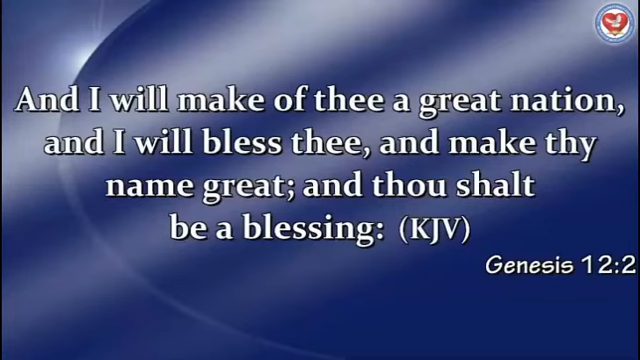 And I will make of thee a great nation,
and I will bless thee, and make thy
name great; and thou shalt
be a blessing: (KJV)
Genesis 12:2